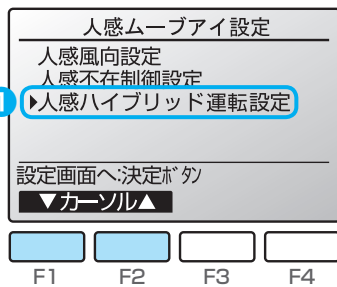 人感ムーブアイ設定
人感風向設定
人感不在制御設定
1 ▶人感ハイブリッド運転設定
設定画面へ:決定ボタン
▼カーソル▲
F1 F2 F3 F4